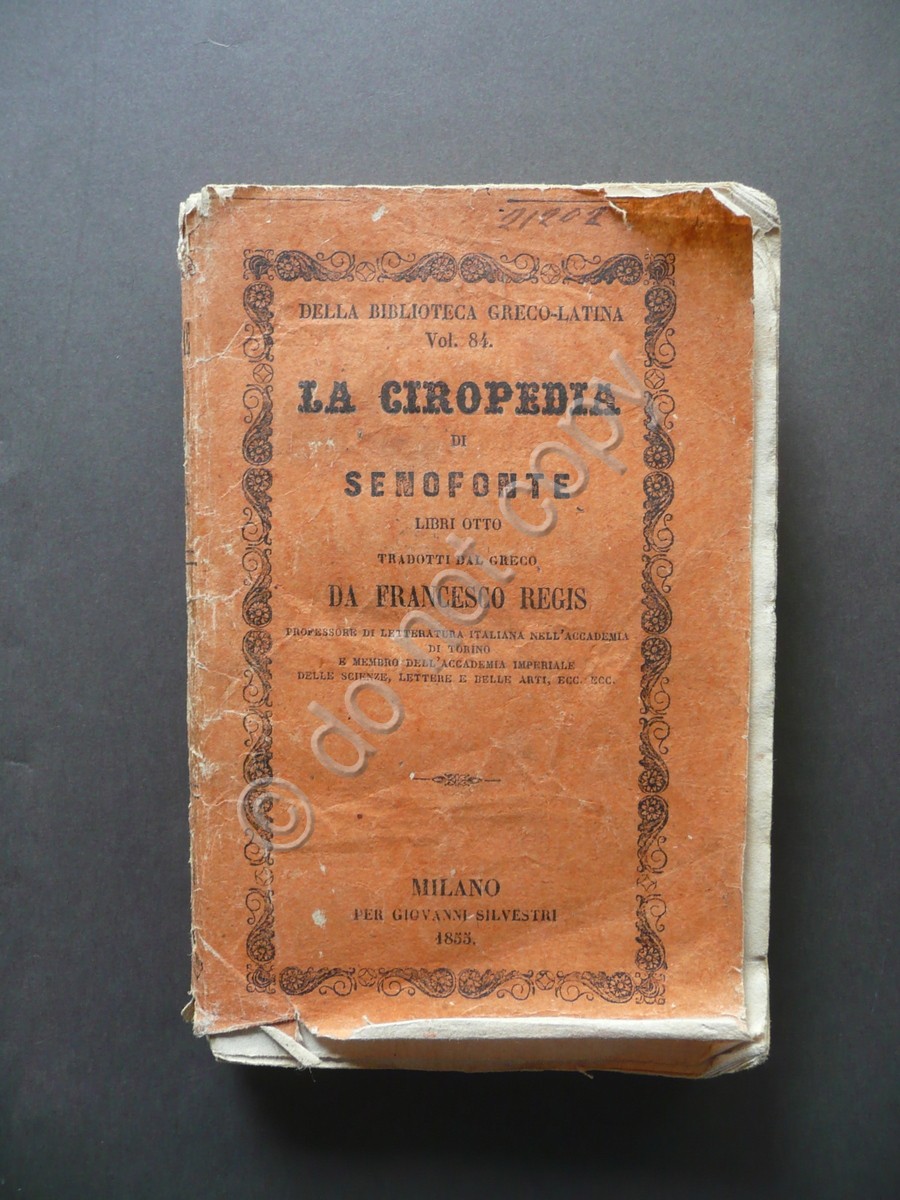 21201
DELLA BIBLIOTECA GRECO-LATINA
Vol. 84.
LA CIROPEDIA
DI
SENOFONTE
LIBRI OTTO
TRADOTTI DAL GRECO
DA FRANCESCO REGIS
PROFESSORE DI LETTERATURA ITALIANA NELL'ACCADEMIA
DI TORINO
E MEMBRO DELL'ACCADEMIA IMPERIALE
DELLE SCIENZE, LETTERE E BELLE ARTI, ECC. ECC.
MILANO
PER GIOVANNI SILVESTRI
1855.
© do not copy